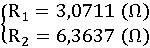 R₁ = 3,0711 (Ω)
R₂ = 6,3637 (Ω)